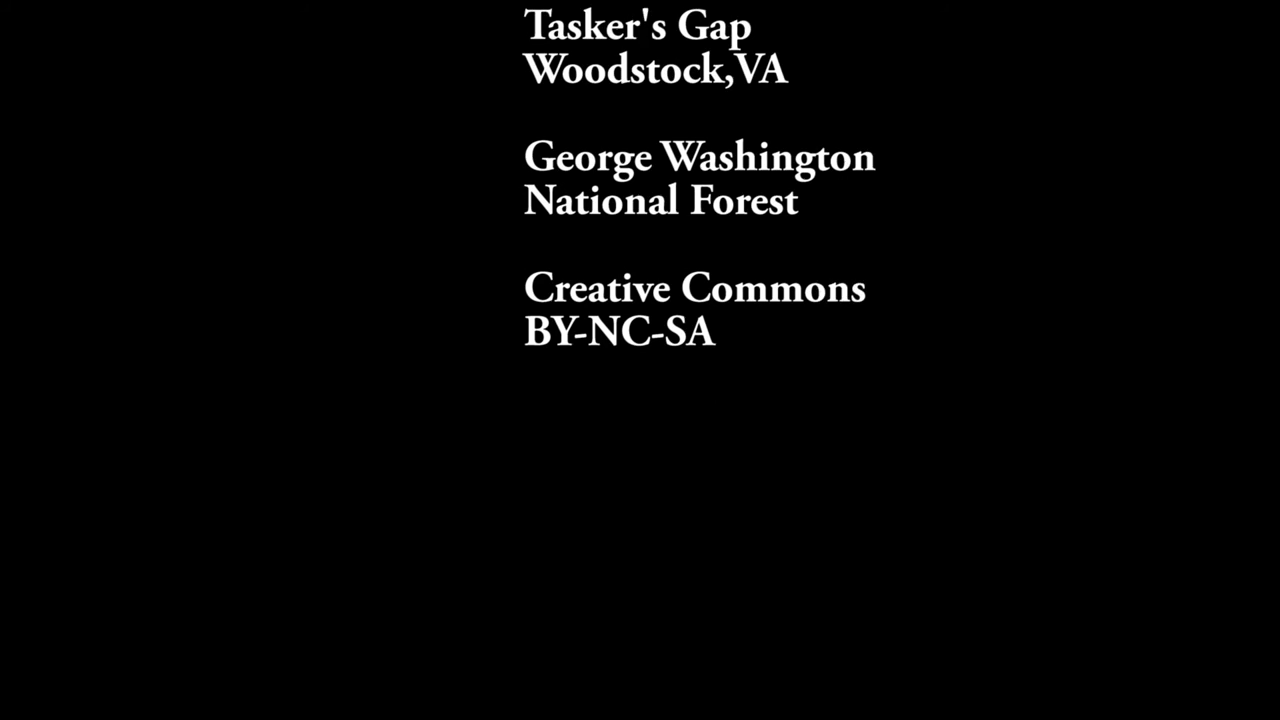 Tasker's Gap
Woodstock,VA
George Washington
National Forest
Creative Commons
BY-NC-SA